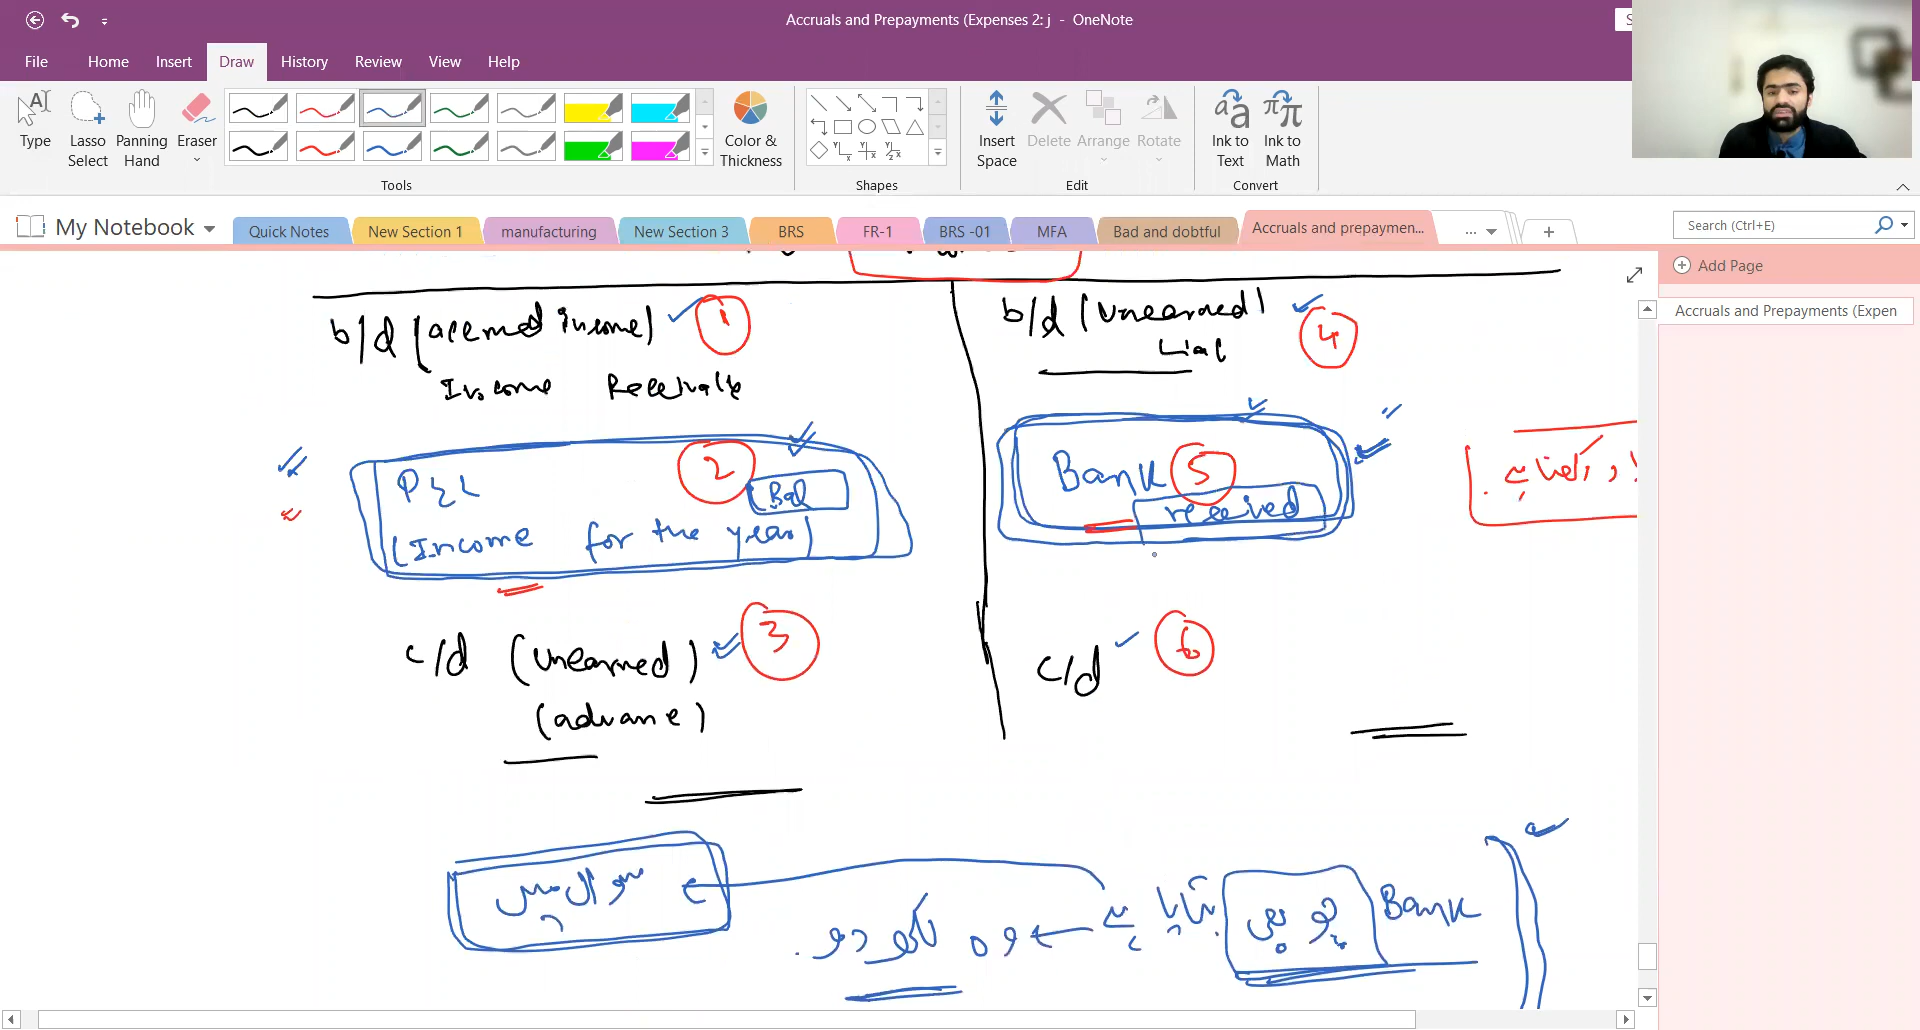 Accruals and Prepayments (Expenses 2: j - OneNote
File Home Insert Draw History Review View Help
Type
Lasso Select
Panning Hand
Eraser
Color & Thickness
Insert Space
Delete
Arrange
Rotate
Ink to Text
Ink to Math
Tools
Shapes
Edit
Convert
My Notebook
Quick Notes
New Section 1
manufacturing
New Section 3
BRS
FR-1
BRS -01
MFA
Bad and dobtful
Accruals and prepaymen...
...
Search (Ctrl+E)
Add Page
Accruals and Prepayments (Expen
b/d (accrued income) 1
Income Receivable
P & L 2 (Bal
(Income for the year)
c/d (unearned) 3
(advance)
b/d (unearned) 4
Liab
Bank 5
received
c/d 6
Bank